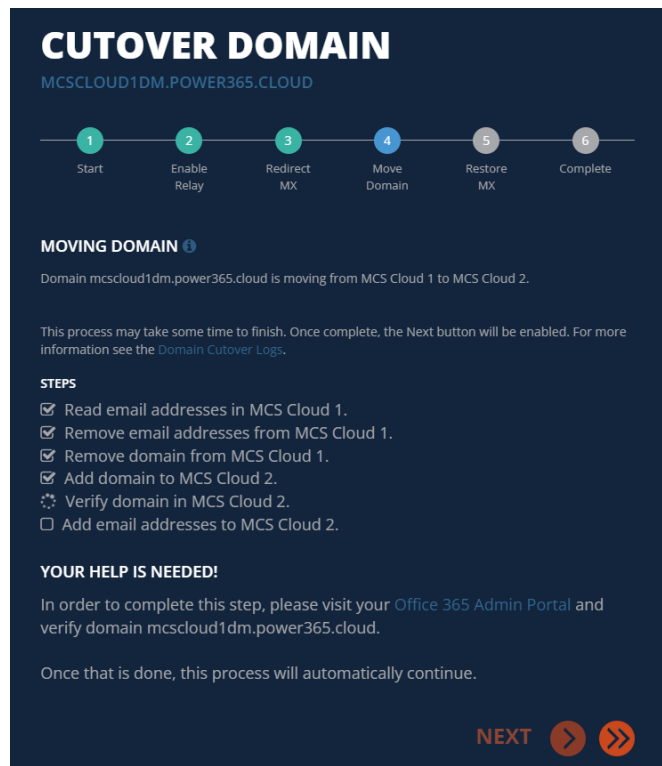 CUTOVER DOMAIN
MCSCLOUD1DM.POWER365.CLOUD
1 2 3 4 5 6
Start Enable Redirect Move Restore Complete
Relay MX Domain MX
MOVING DOMAIN
Domain mcscloud1dm.power365.cloud is moving from MCS Cloud 1 to MCS Cloud 2.
This process may take some time to finish. Once complete, the Next button will be enabled. For more
information see the Domain Cutover Logs.
STEPS
Read email addresses in MCS Cloud 1.
Remove email addresses from MCS Cloud 1.
Remove domain from MCS Cloud 1.
Add domain to MCS Cloud 2.
Verify domain in MCS Cloud 2.
Add email addresses to MCS Cloud 2.
YOUR HELP IS NEEDED!
In order to complete this step, please visit your Office 365 Admin Portal and
verify domain mcscloud1dm.power365.cloud.
Once that is done, this process will automatically continue.
NEXT